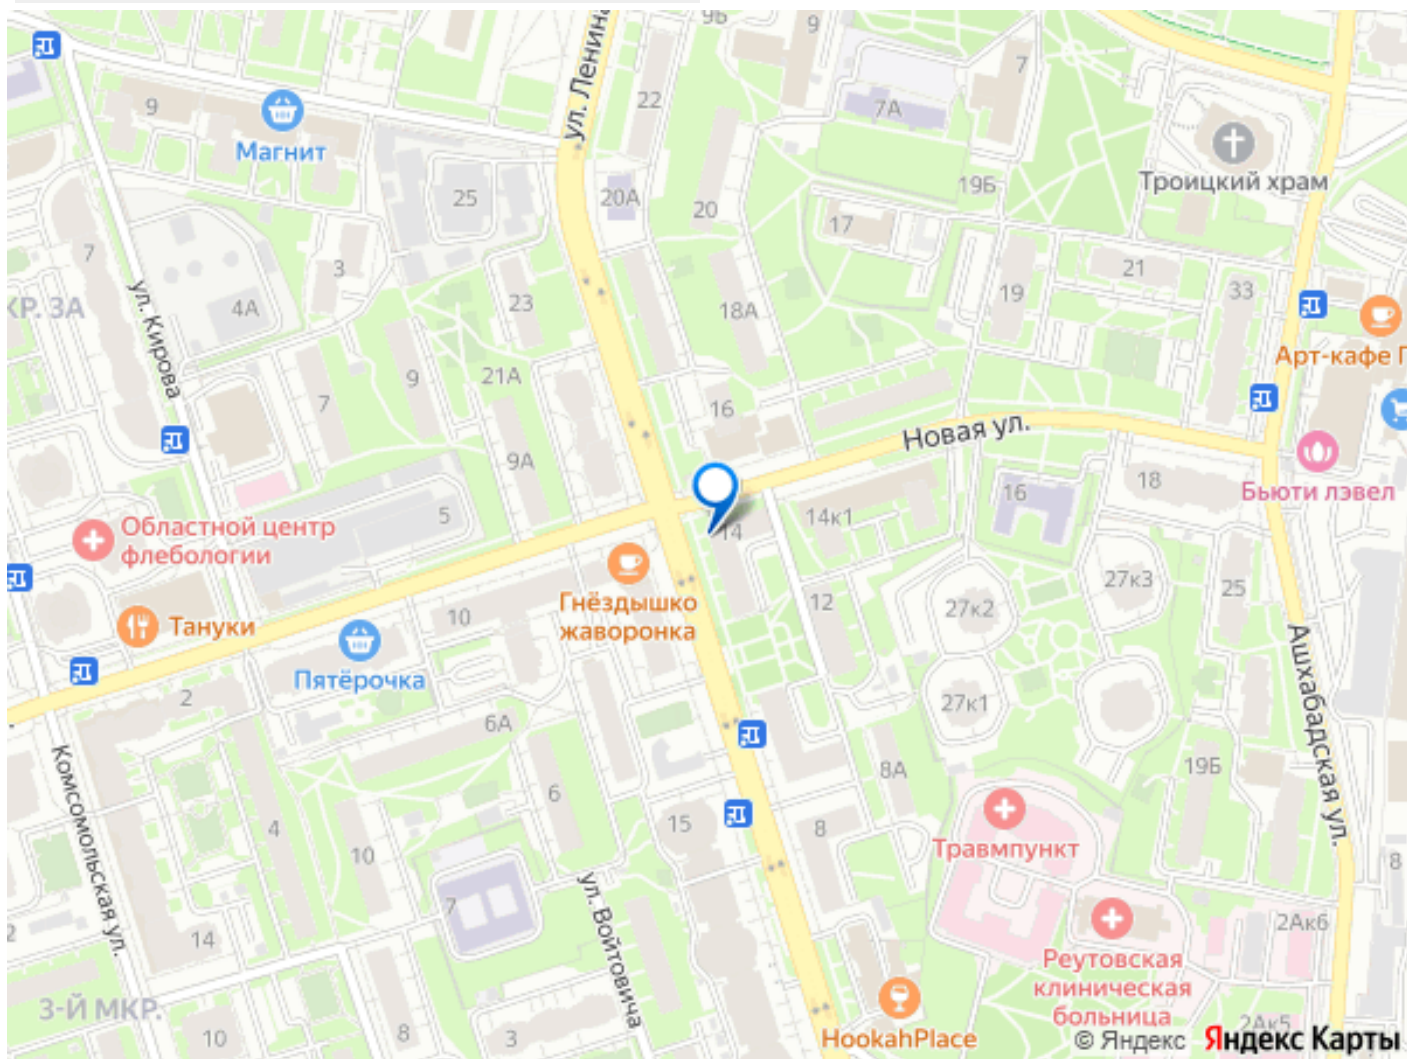 9Б
9
ул. Ленина
22
7
7А
9
Магнит
Троицкий храм
25
20А
20
19Б
17
7
3
21
19
33
КР. 3А
4А
23
18А
ул. Кирова
Арт-кафе Г
9
21А
7
16
Новая ул.
9А
Бьюти лэвел
16
18
5
14к1
14
Областной центр
флебологии
Гнёздышко
жаворонка
27к3
25
27к2
12
10
Тануки
Пятёрочка
Ашхабадская ул.
2
6А
27к1
Комсомольская ул.
8А
19Б
6
15
8
4
10
Травмпункт
8
7
ул. Войтовича
2
14
2Ак6
Реутовская
клиническая
больница
3-Й МКР.
10
8
3
HookahPlace
2Ак5
© Яндекс Яндекс Карты